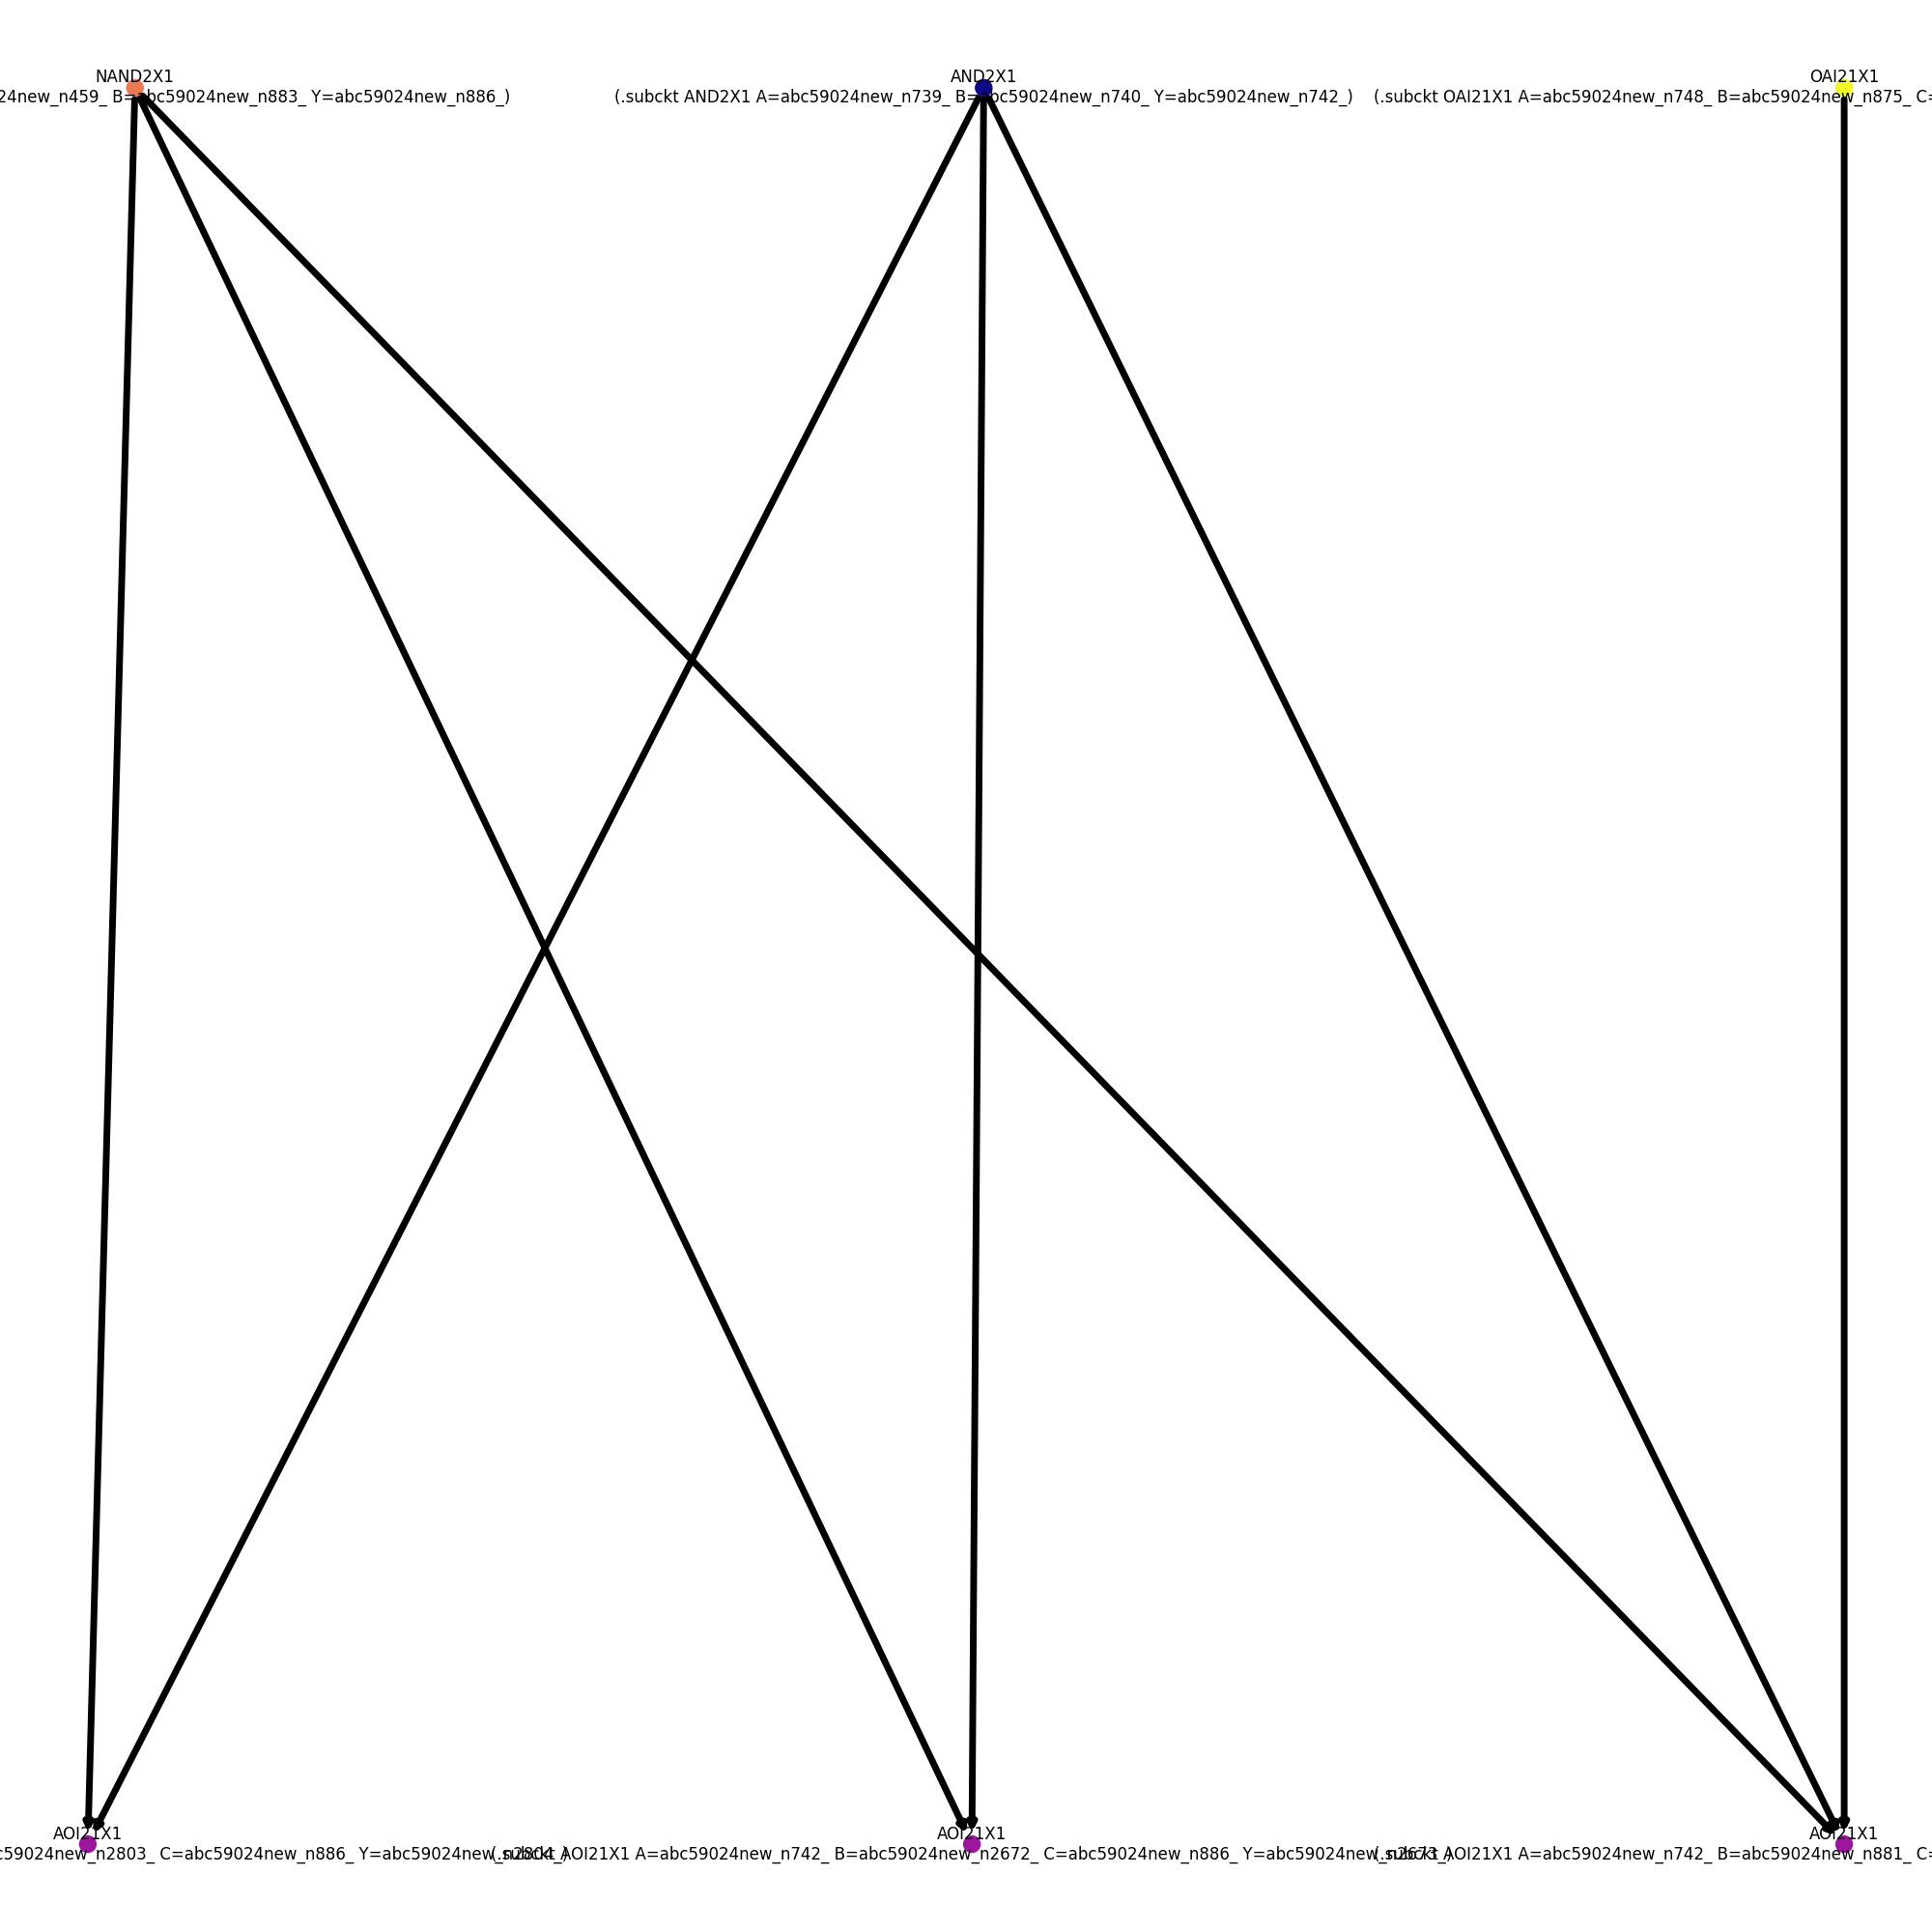 NAND2X1
AND2X1
OAI21X1
24new_n459_ B=abc59024new_n883_ Y=abc59024new_n886_)
(.subckt AND2X1 A=abc59024new_n739_ B=abc59024new_n740_ Y=abc59024new_n742_)
(.subckt OAI21X1 A=abc59024new_n748_ B=abc59024new_n875_ C=
AOI21X1
AOI21X1
AOI21X1
c59024new_n2803_ C=abc59024new_n886_ Y=abc59024new_n2804_)
(.subckt AOI21X1 A=abc59024new_n742_ B=abc59024new_n2672_ C=abc59024new_n886_ Y=abc59024new_n2673_)
(.subckt AOI21X1 A=abc59024new_n742_ B=abc59024new_n881_ C=